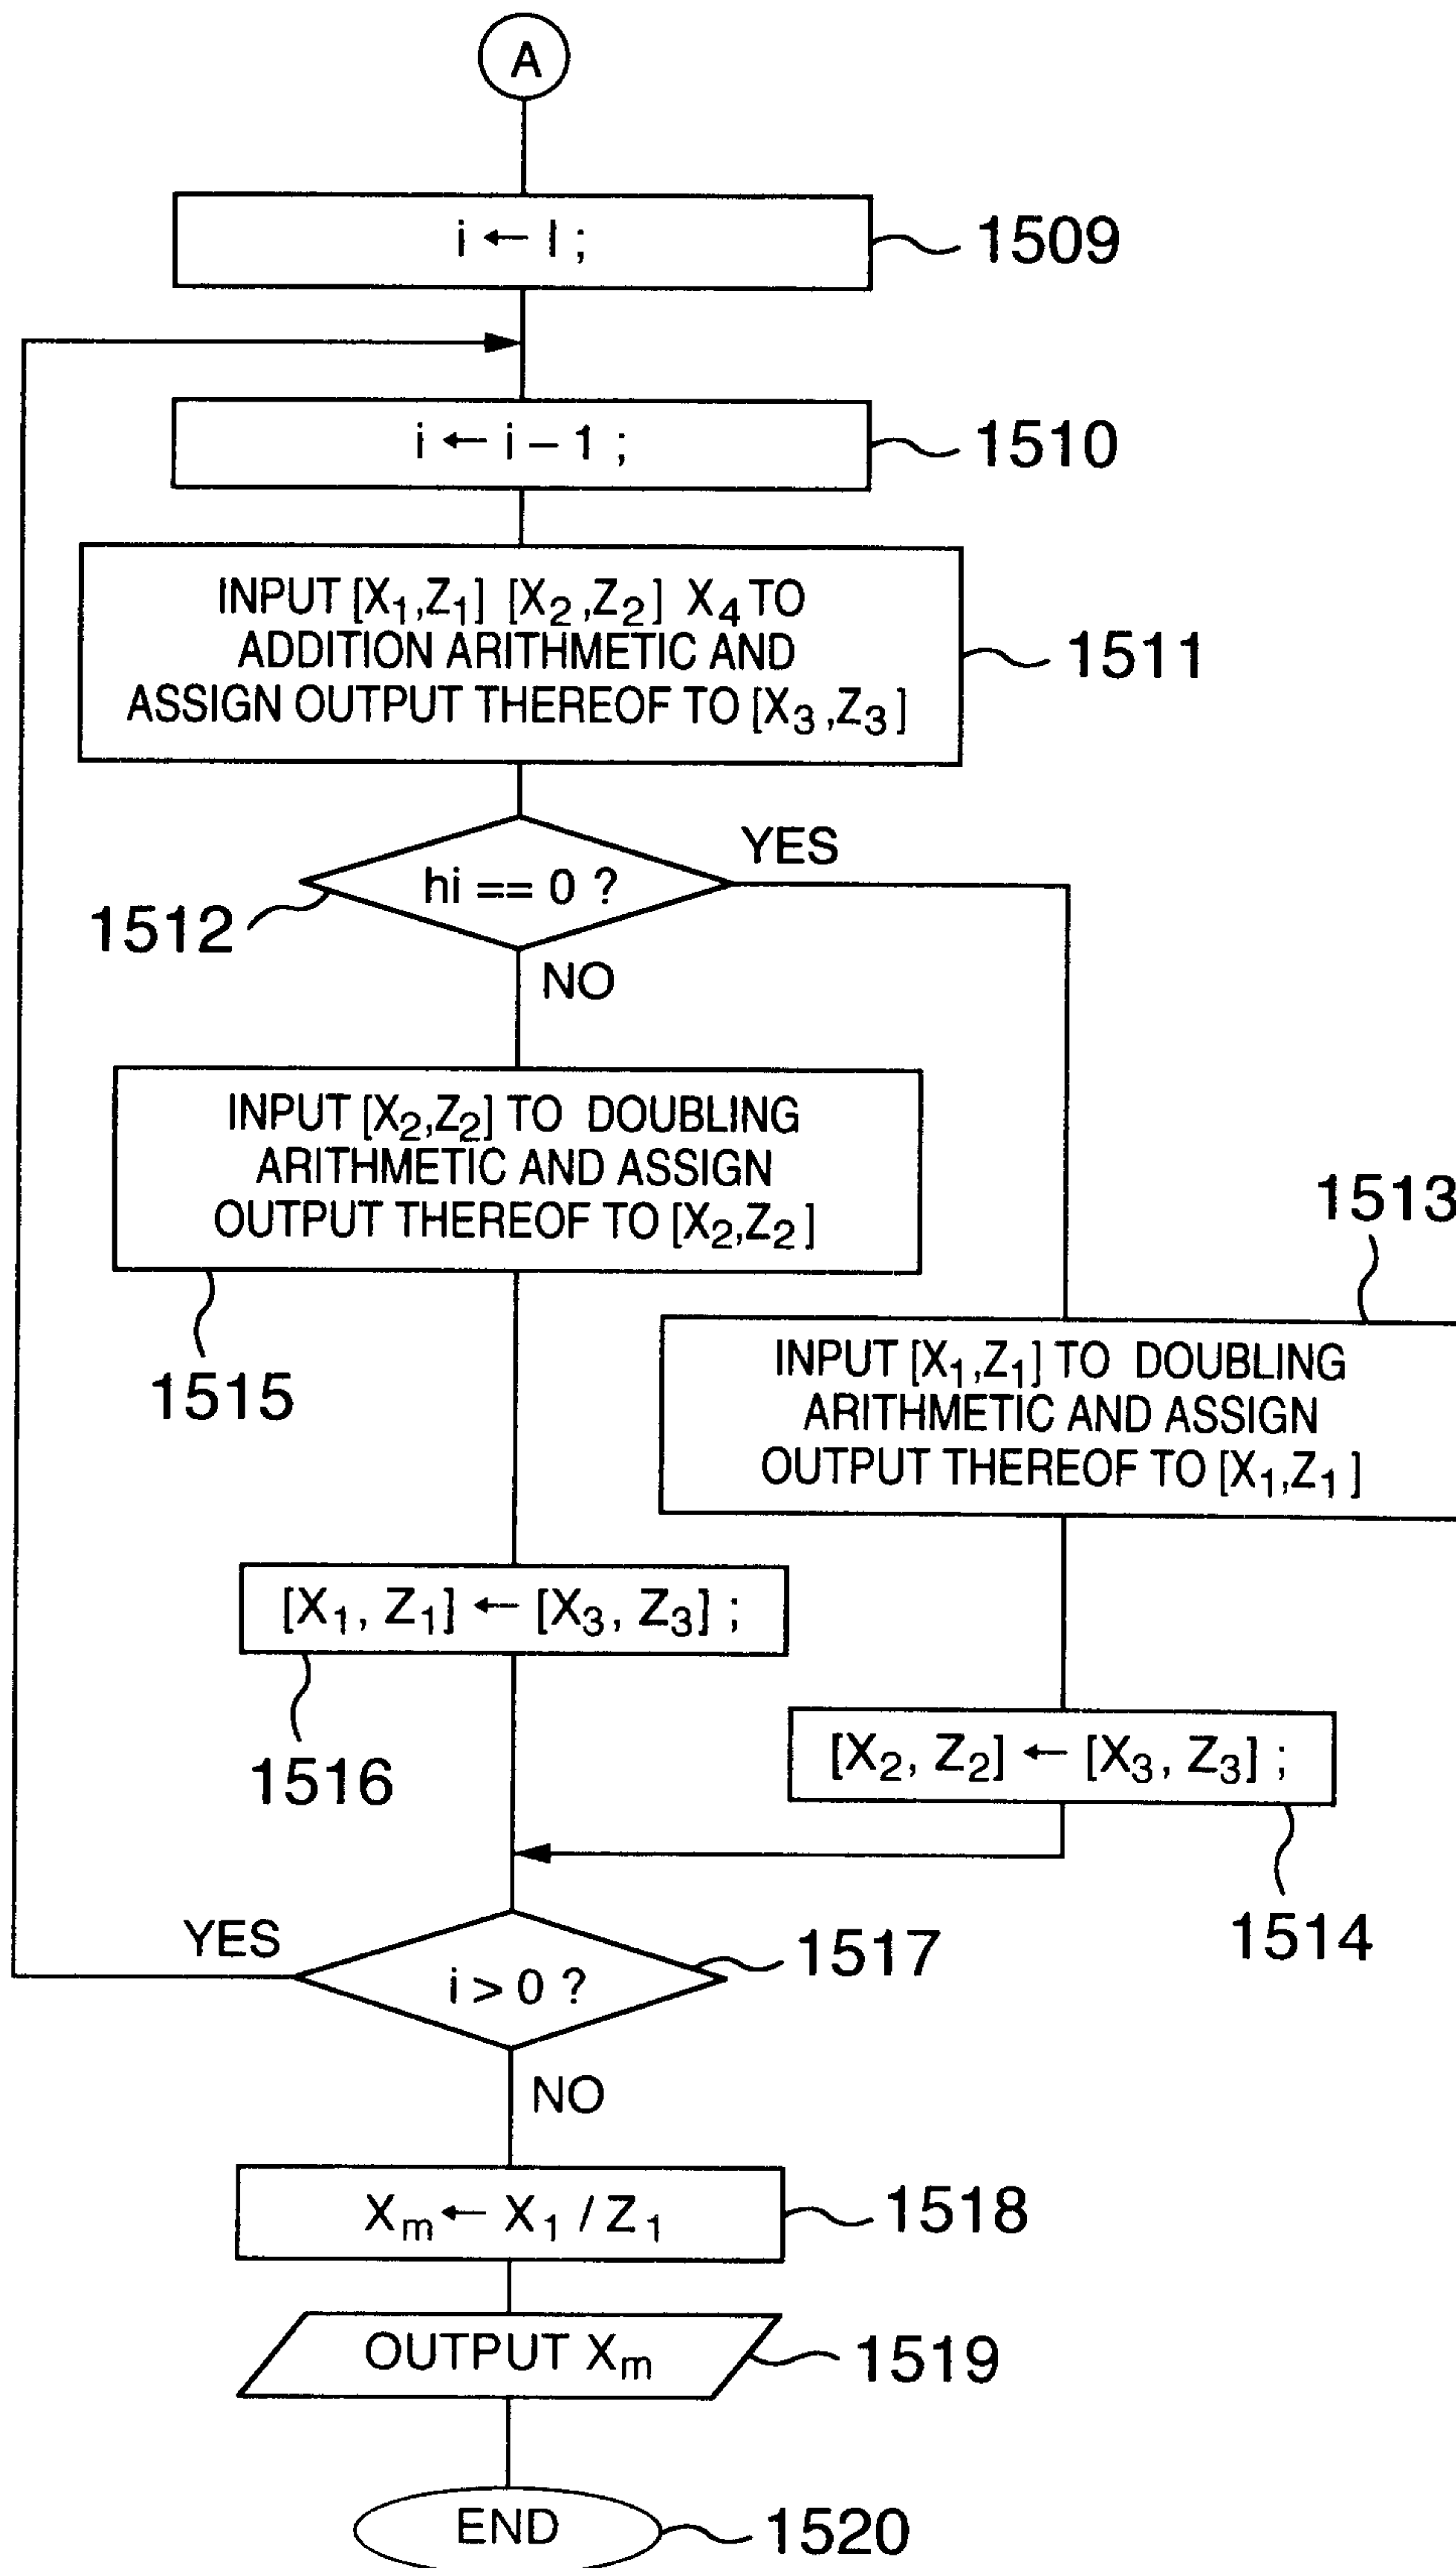 A
i ← l ;
1509
i ← i – 1 ;
1510
INPUT [X₁,Z₁] [X₂,Z₂] X₄ TO
ADDITION ARITHMETIC AND
ASSIGN OUTPUT THEREOF TO [X₃,Z₃]
1511
hi == 0 ?
YES
1512
NO
INPUT [X₂,Z₂] TO DOUBLING
ARITHMETIC AND ASSIGN
OUTPUT THEREOF TO [X₂,Z₂]
1515
1513
INPUT [X₁,Z₁] TO DOUBLING
ARITHMETIC AND ASSIGN
OUTPUT THEREOF TO [X₁,Z₁]
[X₁, Z₁] ← [X₃, Z₃] ;
1516
[X₂, Z₂] ← [X₃, Z₃] ;
1514
YES
i > 0 ?
1517
NO
Xₘ ← X₁ / Z₁
1518
OUTPUT Xₘ
1519
END
1520